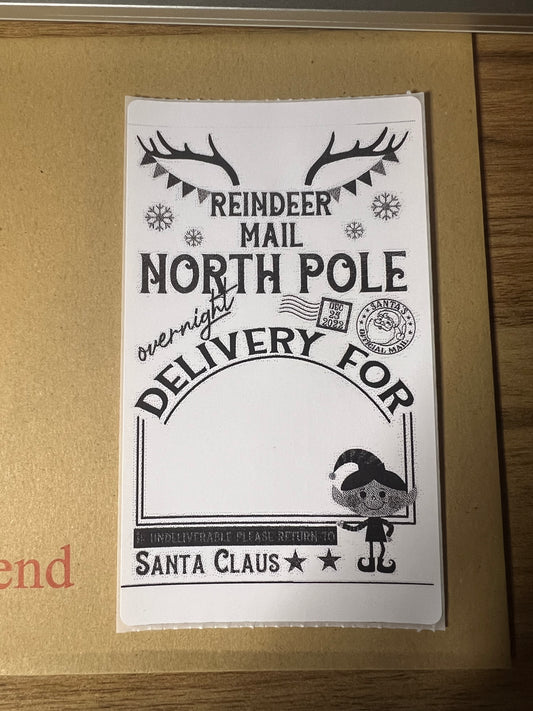 REINDEER
MAIL
NORTH POLE
overnight
DEC
25
2022
SANTA'S
OFFICIAL MAIL
DELIVERY FOR
IF UNDELIVERABLE PLEASE RETURN TO
SANTA CLAUS
end